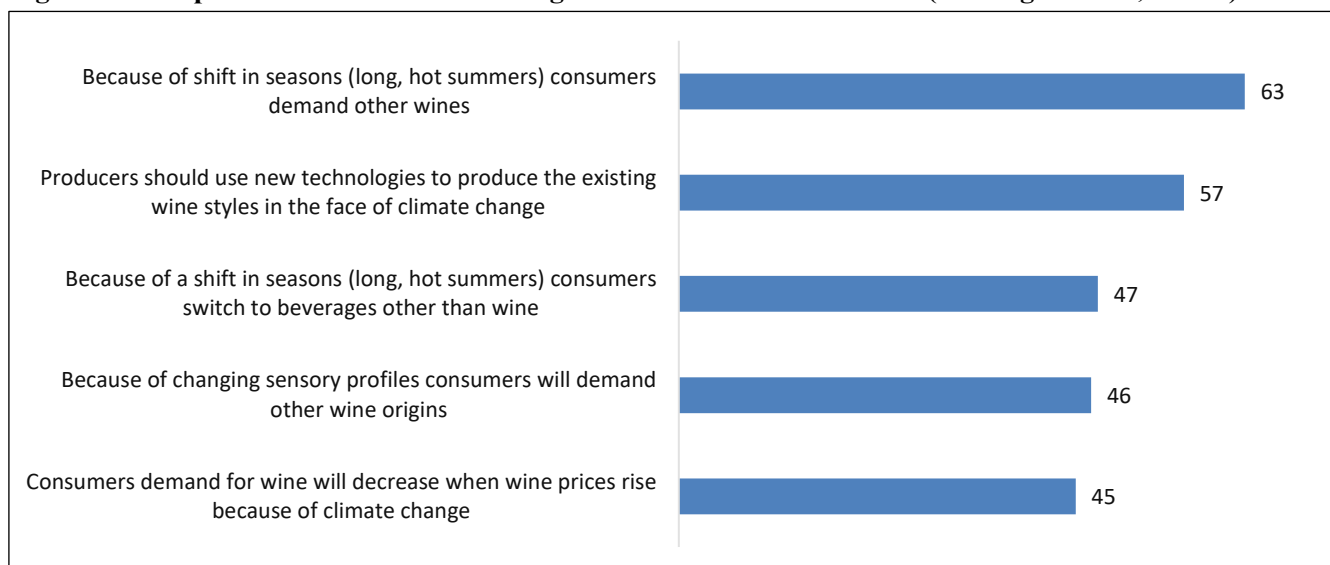 Because of shift in seasons (long, hot summers) consumers
demand other wines
63
Producers should use new technologies to produce the existing
wine styles in the face of climate change
57
Because of a shift in seasons (long, hot summers) consumers
switch to beverages other than wine
47
Because of changing sensory profiles consumers will demand
other wine origins
46
Consumers demand for wine will decrease when wine prices rise
because of climate change
45